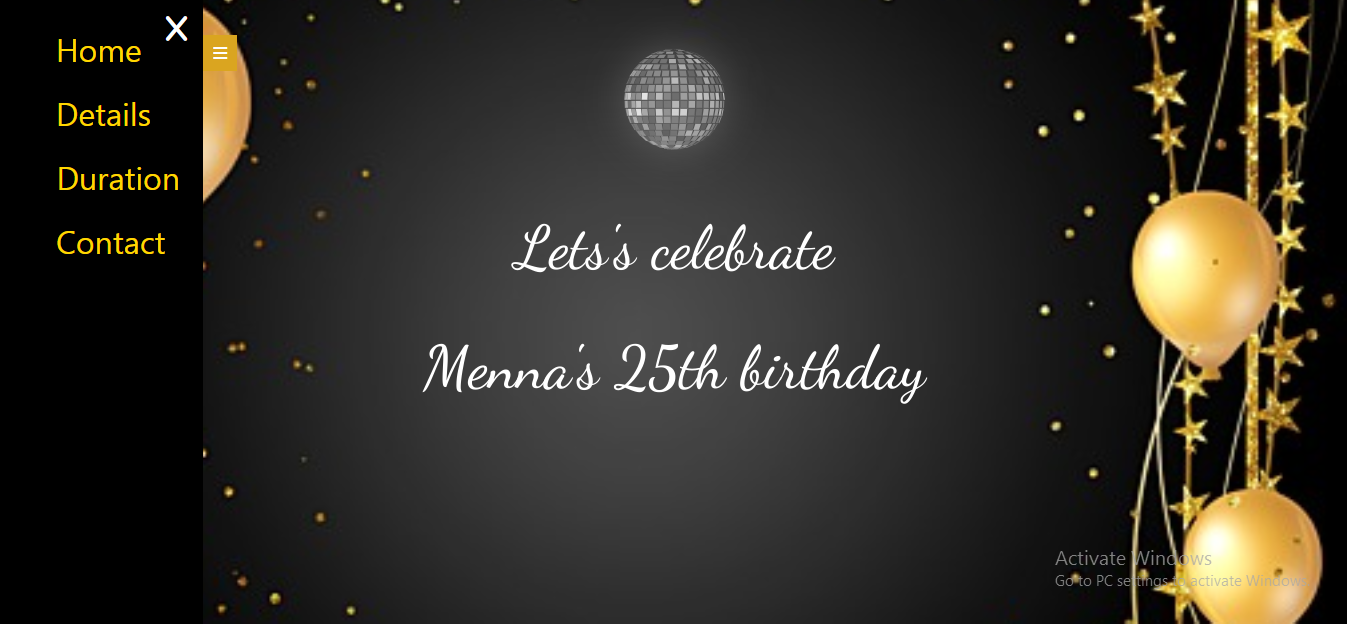 X
Home
Details
Duration
Contact
Lets's celebrate
Menna's 25th birthday
Activate Windows
Go to PC settings to activate Windows.